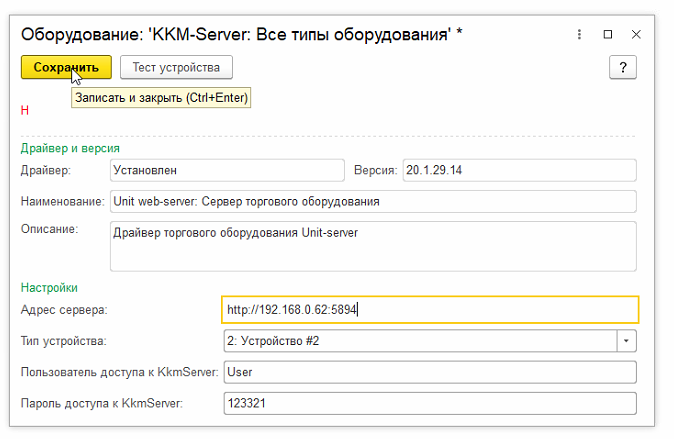 Оборудование: 'KKM-Server: Все типы оборудования' *
Сохранить Тест устройства ?
Записать и закрыть (Ctrl+Enter)
Н
Драйвер и версия
Драйвер: Установлен Версия: 20.1.29.14
Наименование: Unit web-server: Сервер торгового оборудования
Описание: Драйвер торгового оборудования Unit-server
Настройки
Адрес сервера: http://192.168.0.62:5894
Тип устройства: 2: Устройство #2
Пользователь доступа к KkmServer: User
Пароль доступа к KkmServer: 123321